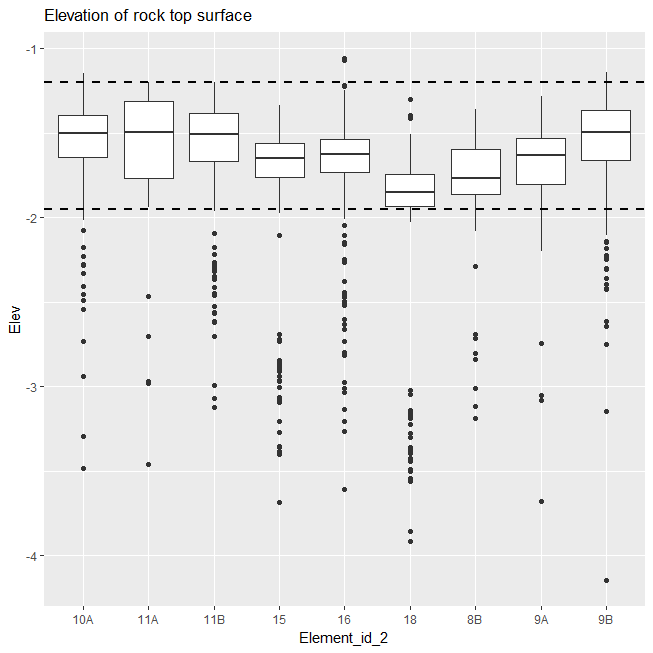 Elevation of rock top surface
-1
-2
-3
-4
Elev
10A 11A 11B 15 16 18 8B 9A 9B
Element_id_2